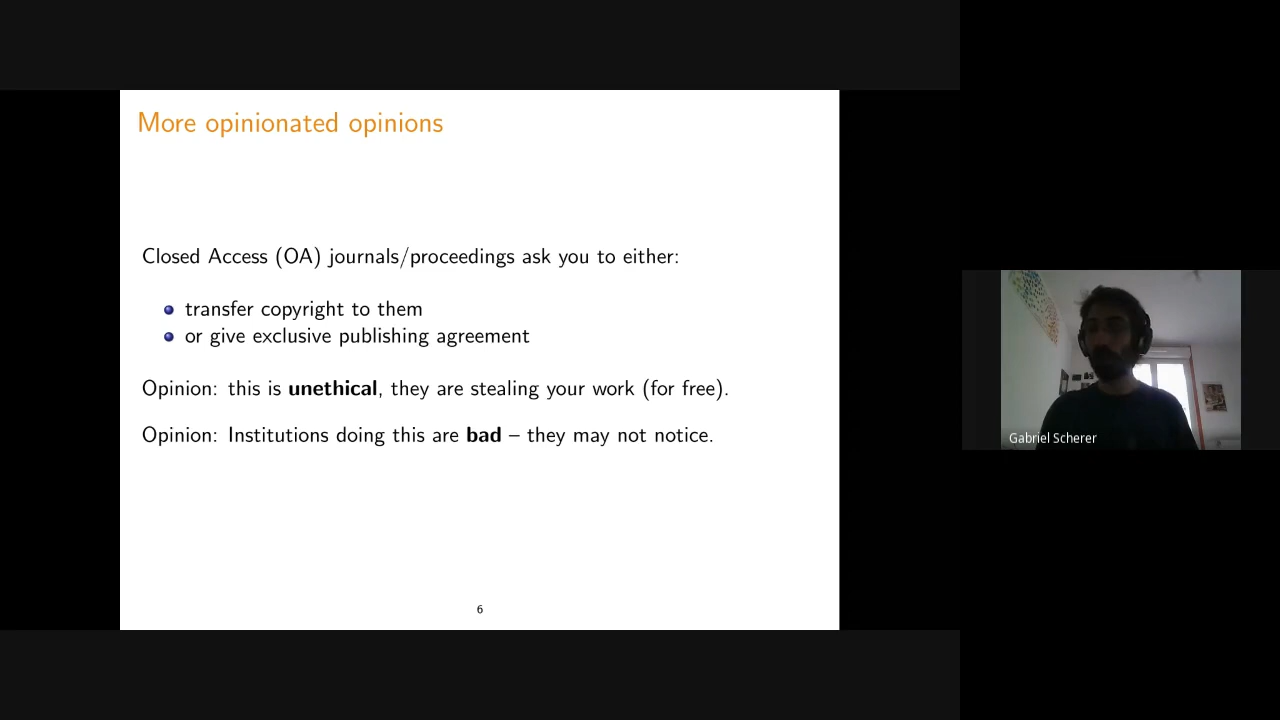 More opinionated opinions
Closed Access (OA) journals/proceedings ask you to either:
transfer copyright to them
or give exclusive publishing agreement
Opinion: this is unethical, they are stealing your work (for free).
Opinion: Institutions doing this are bad – they may not notice.
6
Gabriel Scherer